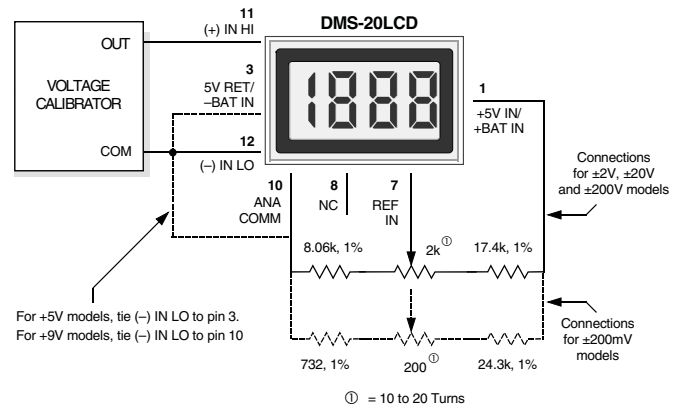 DMS-20LCD
11
(+) IN HI
OUT
VOLTAGE
CALIBRATOR
COM
3
5V RET/
–BAT IN
12
(–) IN LO
1888
1
+5V IN/
+BAT IN
10
ANA
COMM
8
NC
7
REF
IN
Connections
for ±2V, ±20V
and ±200V models
8.06k, 1%
2k①
17.4k, 1%
For +5V models, tie (–) IN LO to pin 3.
For +9V models, tie (–) IN LO to pin 10
732, 1%
200①
24.3k, 1%
Connections
for ±200mV
models
① = 10 to 20 Turns